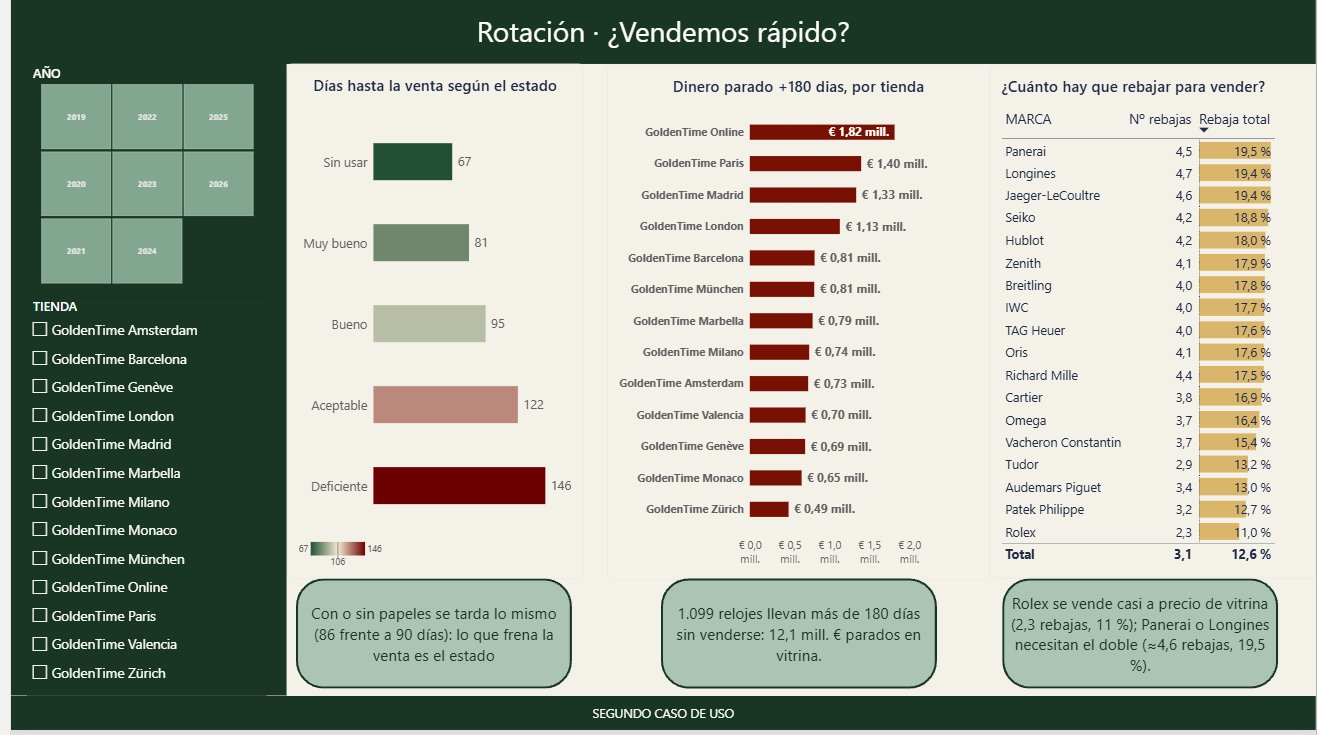 Rotación · ¿Vendemos rápido?
AÑO
2019 2022 2025
2020 2023 2026
2021 2024
TIENDA
GoldenTime Amsterdam
GoldenTime Barcelona
GoldenTime Genève
GoldenTime London
GoldenTime Madrid
GoldenTime Marbella
GoldenTime Milano
GoldenTime Monaco
GoldenTime München
GoldenTime Online
GoldenTime Paris
GoldenTime Valencia
GoldenTime Zürich
Días hasta la venta según el estado
Sin usar 67
Muy bueno 81
Bueno 95
Aceptable 122
Deficiente 146
67 146
106
Con o sin papeles se tarda lo mismo
(86 frente a 90 días): lo que frena la
venta es el estado
Dinero parado +180 dias, por tienda
GoldenTime Online € 1,82 mill.
GoldenTime Paris € 1,40 mill.
GoldenTime Madrid € 1,33 mill.
GoldenTime London € 1,13 mill.
GoldenTime Barcelona € 0,81 mill.
GoldenTime München € 0,81 mill.
GoldenTime Marbella € 0,79 mill.
GoldenTime Milano € 0,74 mill.
GoldenTime Amsterdam € 0,73 mill.
GoldenTime Valencia € 0,70 mill.
GoldenTime Genève € 0,69 mill.
GoldenTime Monaco € 0,65 mill.
GoldenTime Zürich € 0,49 mill.
€ 0,0 € 0,5 € 1,0 € 1,5 € 2,0
mill. mill. mill. mill. mill.
1.099 relojes llevan más de 180 días
sin venderse: 12,1 mill. € parados en
vitrina.
¿Cuánto hay que rebajar para vender?
MARCA Nº rebajas Rebaja total
Panerai 4,5 19,5 %
Longines 4,7 19,4 %
Jaeger-LeCoultre 4,6 19,4 %
Seiko 4,2 18,8 %
Hublot 4,2 18,0 %
Zenith 4,1 17,9 %
Breitling 4,0 17,8 %
IWC 4,0 17,7 %
TAG Heuer 4,0 17,6 %
Oris 4,1 17,6 %
Richard Mille 4,4 17,5 %
Cartier 3,8 16,9 %
Omega 3,7 16,4 %
Vacheron Constantin 3,7 15,4 %
Tudor 2,9 13,2 %
Audemars Piguet 3,4 13,0 %
Patek Philippe 3,2 12,7 %
Rolex 2,3 11,0 %
Total 3,1 12,6 %
Rolex se vende casi a precio de vitrina
(2,3 rebajas, 11 %); Panerai o Longines
necesitan el doble (≈4,6 rebajas, 19,5
%).
SEGUNDO CASO DE USO